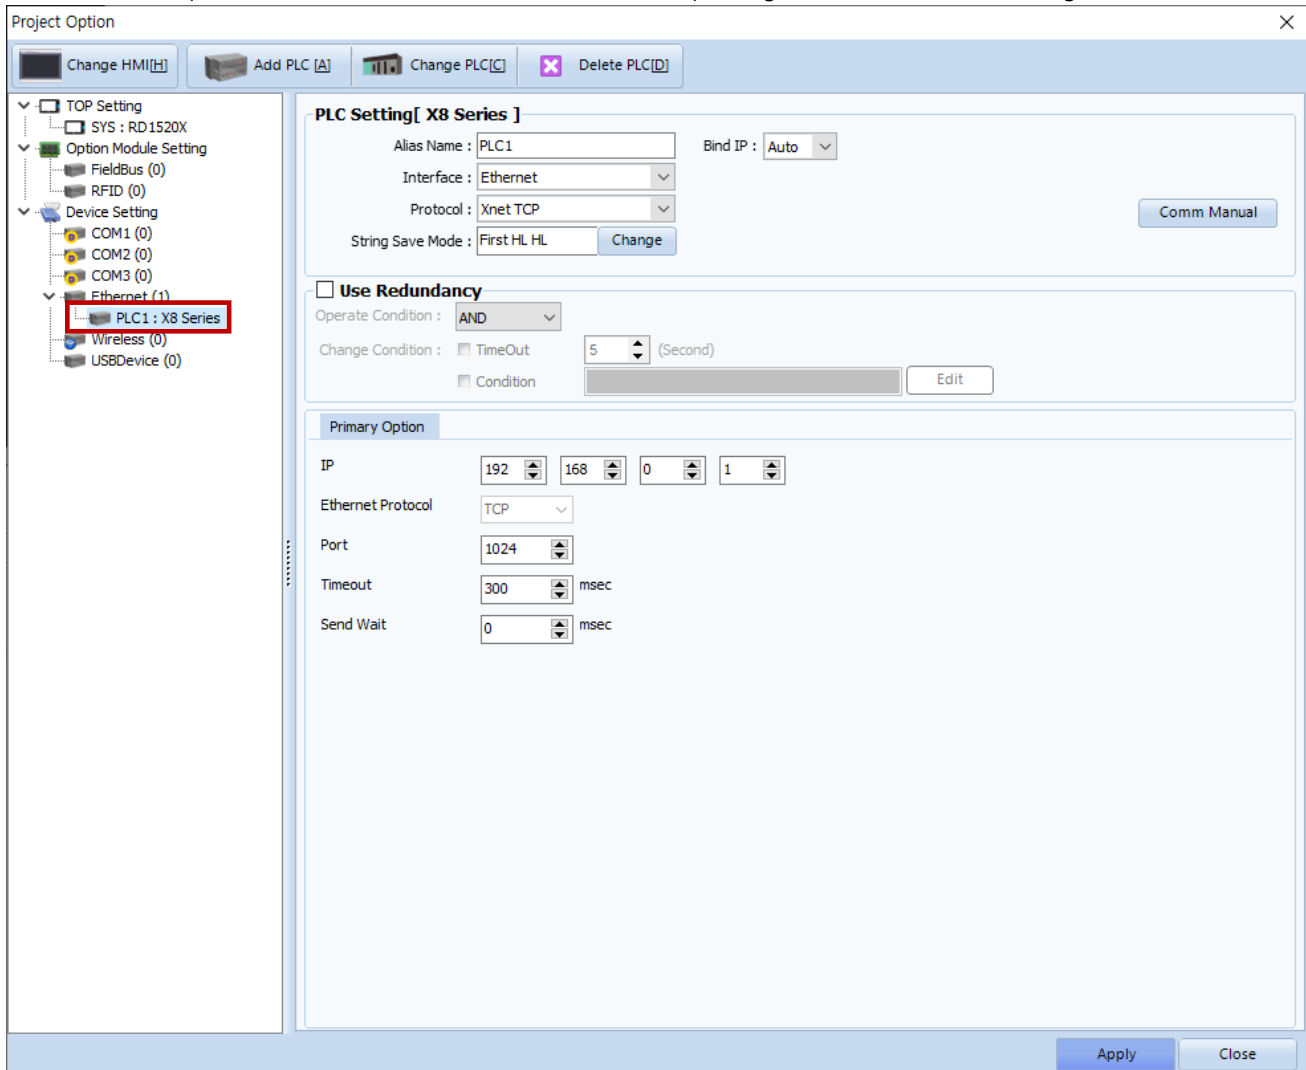 Project Option
Change HMI[H] Add PLC [A] Change PLC[C] Delete PLC[D]
TOP Setting
SYS : RD1520X
Option Module Setting
FieldBus (0)
RFID (0)
Device Setting
COM1 (0)
COM2 (0)
COM3 (0)
Ethernet (1)
PLC1 : X8 Series
Wireless (0)
USBDevice (0)
PLC Setting[ X8 Series ]
Alias Name : PLC1 Bind IP : Auto
Interface : Ethernet
Protocol : Xnet TCP Comm Manual
String Save Mode : First HL HL Change
Use Redundancy
Operate Condition : AND
Change Condition : TimeOut 5 (Second)
Condition Edit
Primary Option
IP 192 168 0 1
Ethernet Protocol TCP
Port 1024
Timeout 300 msec
Send Wait 0 msec
Apply Close